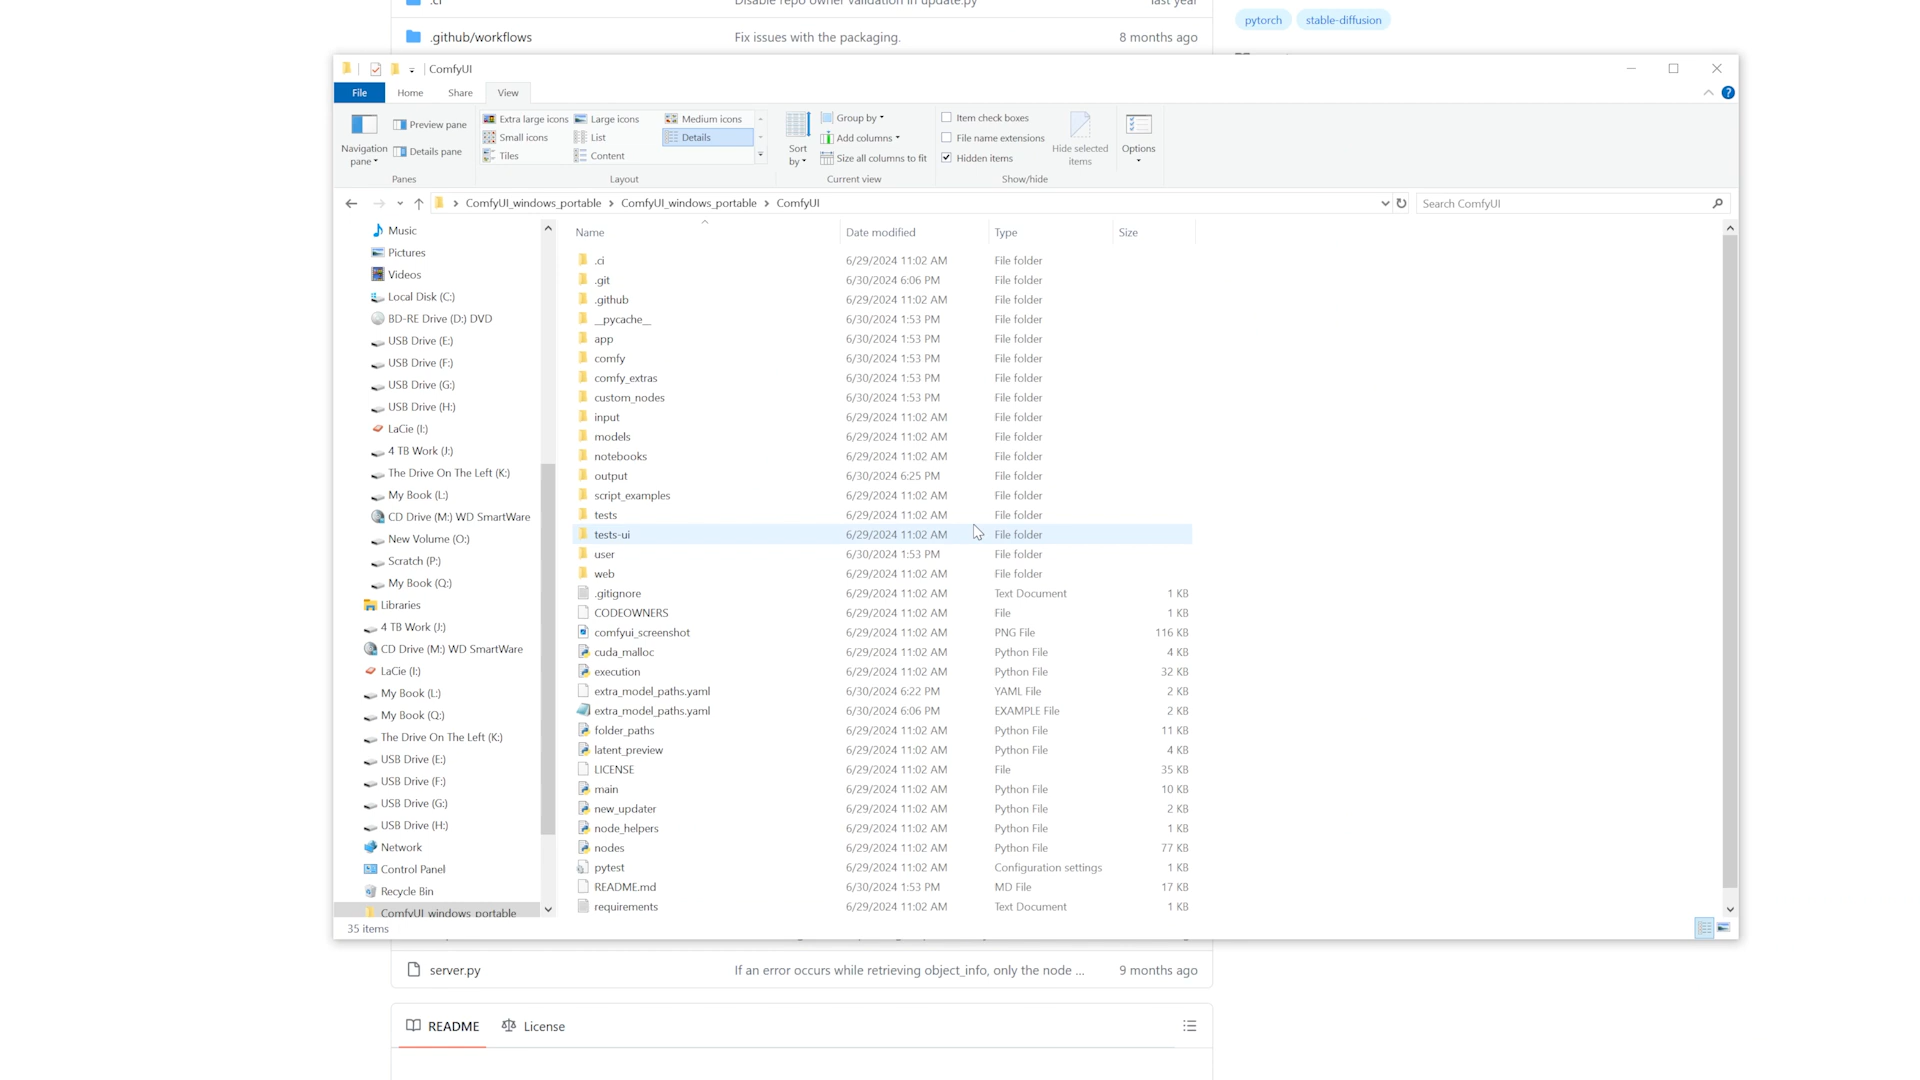 .ci Disable repo owner validation in update.py last year
pytorch stable-diffusion
.github/workflows Fix issues with the packaging. 8 months ago
ComfyUI
File Home Share View
Navigation pane
Preview pane
Details pane
Panes
Extra large icons Large icons Medium icons
Small icons List Details
Tiles Content
Layout
Sort by
Group by
Add columns
Size all columns to fit
Current view
Item check boxes
File name extensions
Hidden items
Hide selected items
Show/hide
Options
ComfyUI_windows_portable ComfyUI_windows_portable ComfyUI
Search ComfyUI
Music
Pictures
Videos
Local Disk (C:)
BD-RE Drive (D:) DVD
USB Drive (E:)
USB Drive (F:)
USB Drive (G:)
USB Drive (H:)
LaCie (I:)
4 TB Work (J:)
The Drive On The Left (K:)
My Book (L:)
CD Drive (M:) WD SmartWare
New Volume (O:)
Scratch (P:)
My Book (Q:)
Libraries
4 TB Work (J:)
CD Drive (M:) WD SmartWare
LaCie (I:)
My Book (L:)
My Book (Q:)
The Drive On The Left (K:)
USB Drive (E:)
USB Drive (F:)
USB Drive (G:)
USB Drive (H:)
Network
Control Panel
Recycle Bin
ComfyUI_windows_portable
Name Date modified Type Size
.ci 6/29/2024 11:02 AM File folder
.git 6/30/2024 6:06 PM File folder
.github 6/29/2024 11:02 AM File folder
__pycache__ 6/30/2024 1:53 PM File folder
app 6/30/2024 1:53 PM File folder
comfy 6/30/2024 1:53 PM File folder
comfy_extras 6/30/2024 1:53 PM File folder
custom_nodes 6/30/2024 1:53 PM File folder
input 6/29/2024 11:02 AM File folder
models 6/29/2024 11:02 AM File folder
notebooks 6/29/2024 11:02 AM File folder
output 6/30/2024 6:25 PM File folder
script_examples 6/29/2024 11:02 AM File folder
tests 6/29/2024 11:02 AM File folder
tests-ui 6/29/2024 11:02 AM File folder
user 6/30/2024 1:53 PM File folder
web 6/29/2024 11:02 AM File folder
.gitignore 6/29/2024 11:02 AM Text Document 1 KB
CODEOWNERS 6/29/2024 11:02 AM File 1 KB
comfyui_screenshot 6/29/2024 11:02 AM PNG File 116 KB
cuda_malloc 6/29/2024 11:02 AM Python File 4 KB
execution 6/29/2024 11:02 AM Python File 32 KB
extra_model_paths.yaml 6/30/2024 6:22 PM YAML File 2 KB
extra_model_paths.yaml 6/30/2024 6:06 PM EXAMPLE File 2 KB
folder_paths 6/29/2024 11:02 AM Python File 11 KB
latent_preview 6/29/2024 11:02 AM Python File 4 KB
LICENSE 6/29/2024 11:02 AM File 35 KB
main 6/29/2024 11:02 AM Python File 10 KB
new_updater 6/29/2024 11:02 AM Python File 2 KB
node_helpers 6/29/2024 11:02 AM Python File 1 KB
nodes 6/29/2024 11:02 AM Python File 77 KB
pytest 6/29/2024 11:02 AM Configuration settings 1 KB
README.md 6/30/2024 1:53 PM MD File 17 KB
requirements 6/29/2024 11:02 AM Text Document 1 KB
35 items
server.py If an error occurs while retrieving object_info, only the node ... 9 months ago
README License